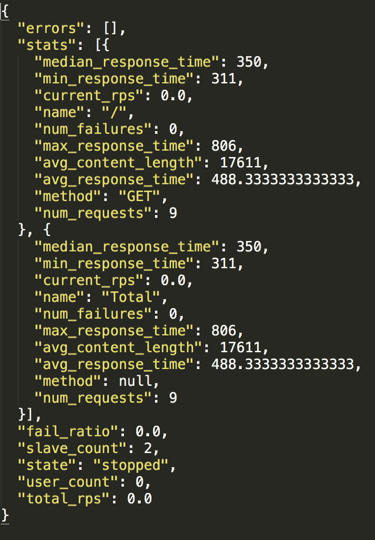 {
  "errors": [],
  "stats": [{
    "median_response_time": 350,
    "min_response_time": 311,
    "current_rps": 0.0,
    "name": "/",
    "num_failures": 0,
    "max_response_time": 806,
    "avg_content_length": 17611,
    "avg_response_time": 488.3333333333333,
    "method": "GET",
    "num_requests": 9
  }, {
    "median_response_time": 350,
    "min_response_time": 311,
    "current_rps": 0.0,
    "name": "Total",
    "num_failures": 0,
    "max_response_time": 806,
    "avg_content_length": 17611,
    "avg_response_time": 488.3333333333333,
    "method": null,
    "num_requests": 9
  }],
  "fail_ratio": 0.0,
  "slave_count": 2,
  "state": "stopped",
  "user_count": 0,
  "total_rps": 0.0
}